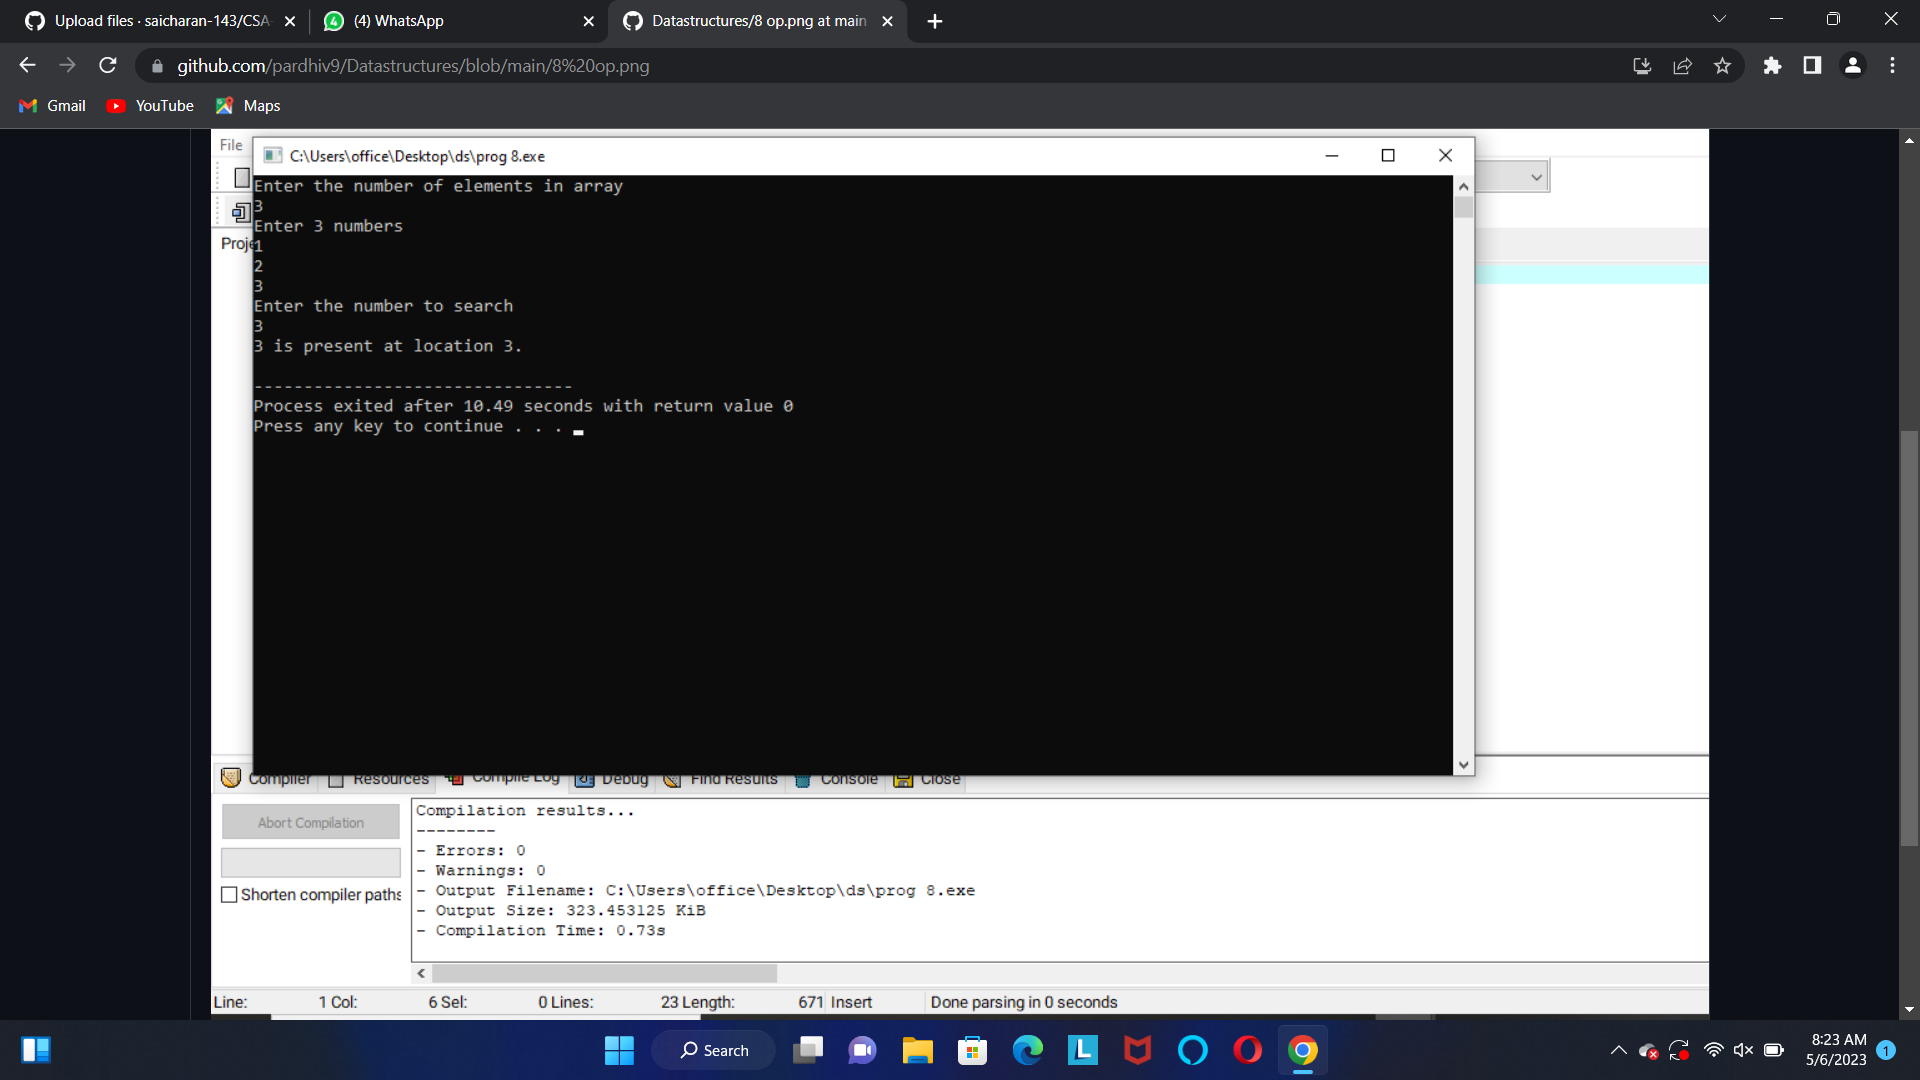 Upload files · saicharan-143/CSA
(4) WhatsApp
Datastructures/8 op.png at main
github.com/pardhiv9/Datastructures/blob/main/8%20op.png
Gmail
YouTube
Maps
File
C:\Users\office\Desktop\ds\prog 8.exe
Enter the number of elements in array
3
Enter 3 numbers
Proje
1
2
3
Enter the number to search
3
3 is present at location 3.
--------------------------------
Process exited after 10.49 seconds with return value 0
Press any key to continue . . .
Compiler Resources Compile Log Debug Find Results Console Close
Abort Compilation
Shorten compiler paths
Compilation results...
--------
- Errors: 0
- Warnings: 0
- Output Filename: C:\Users\office\Desktop\ds\prog 8.exe
- Output Size: 323.453125 KiB
- Compilation Time: 0.73s
Line: 1 Col: 6 Sel: 0 Lines: 23 Length: 671 Insert Done parsing in 0 seconds
Search
8:23 AM
5/6/2023
1